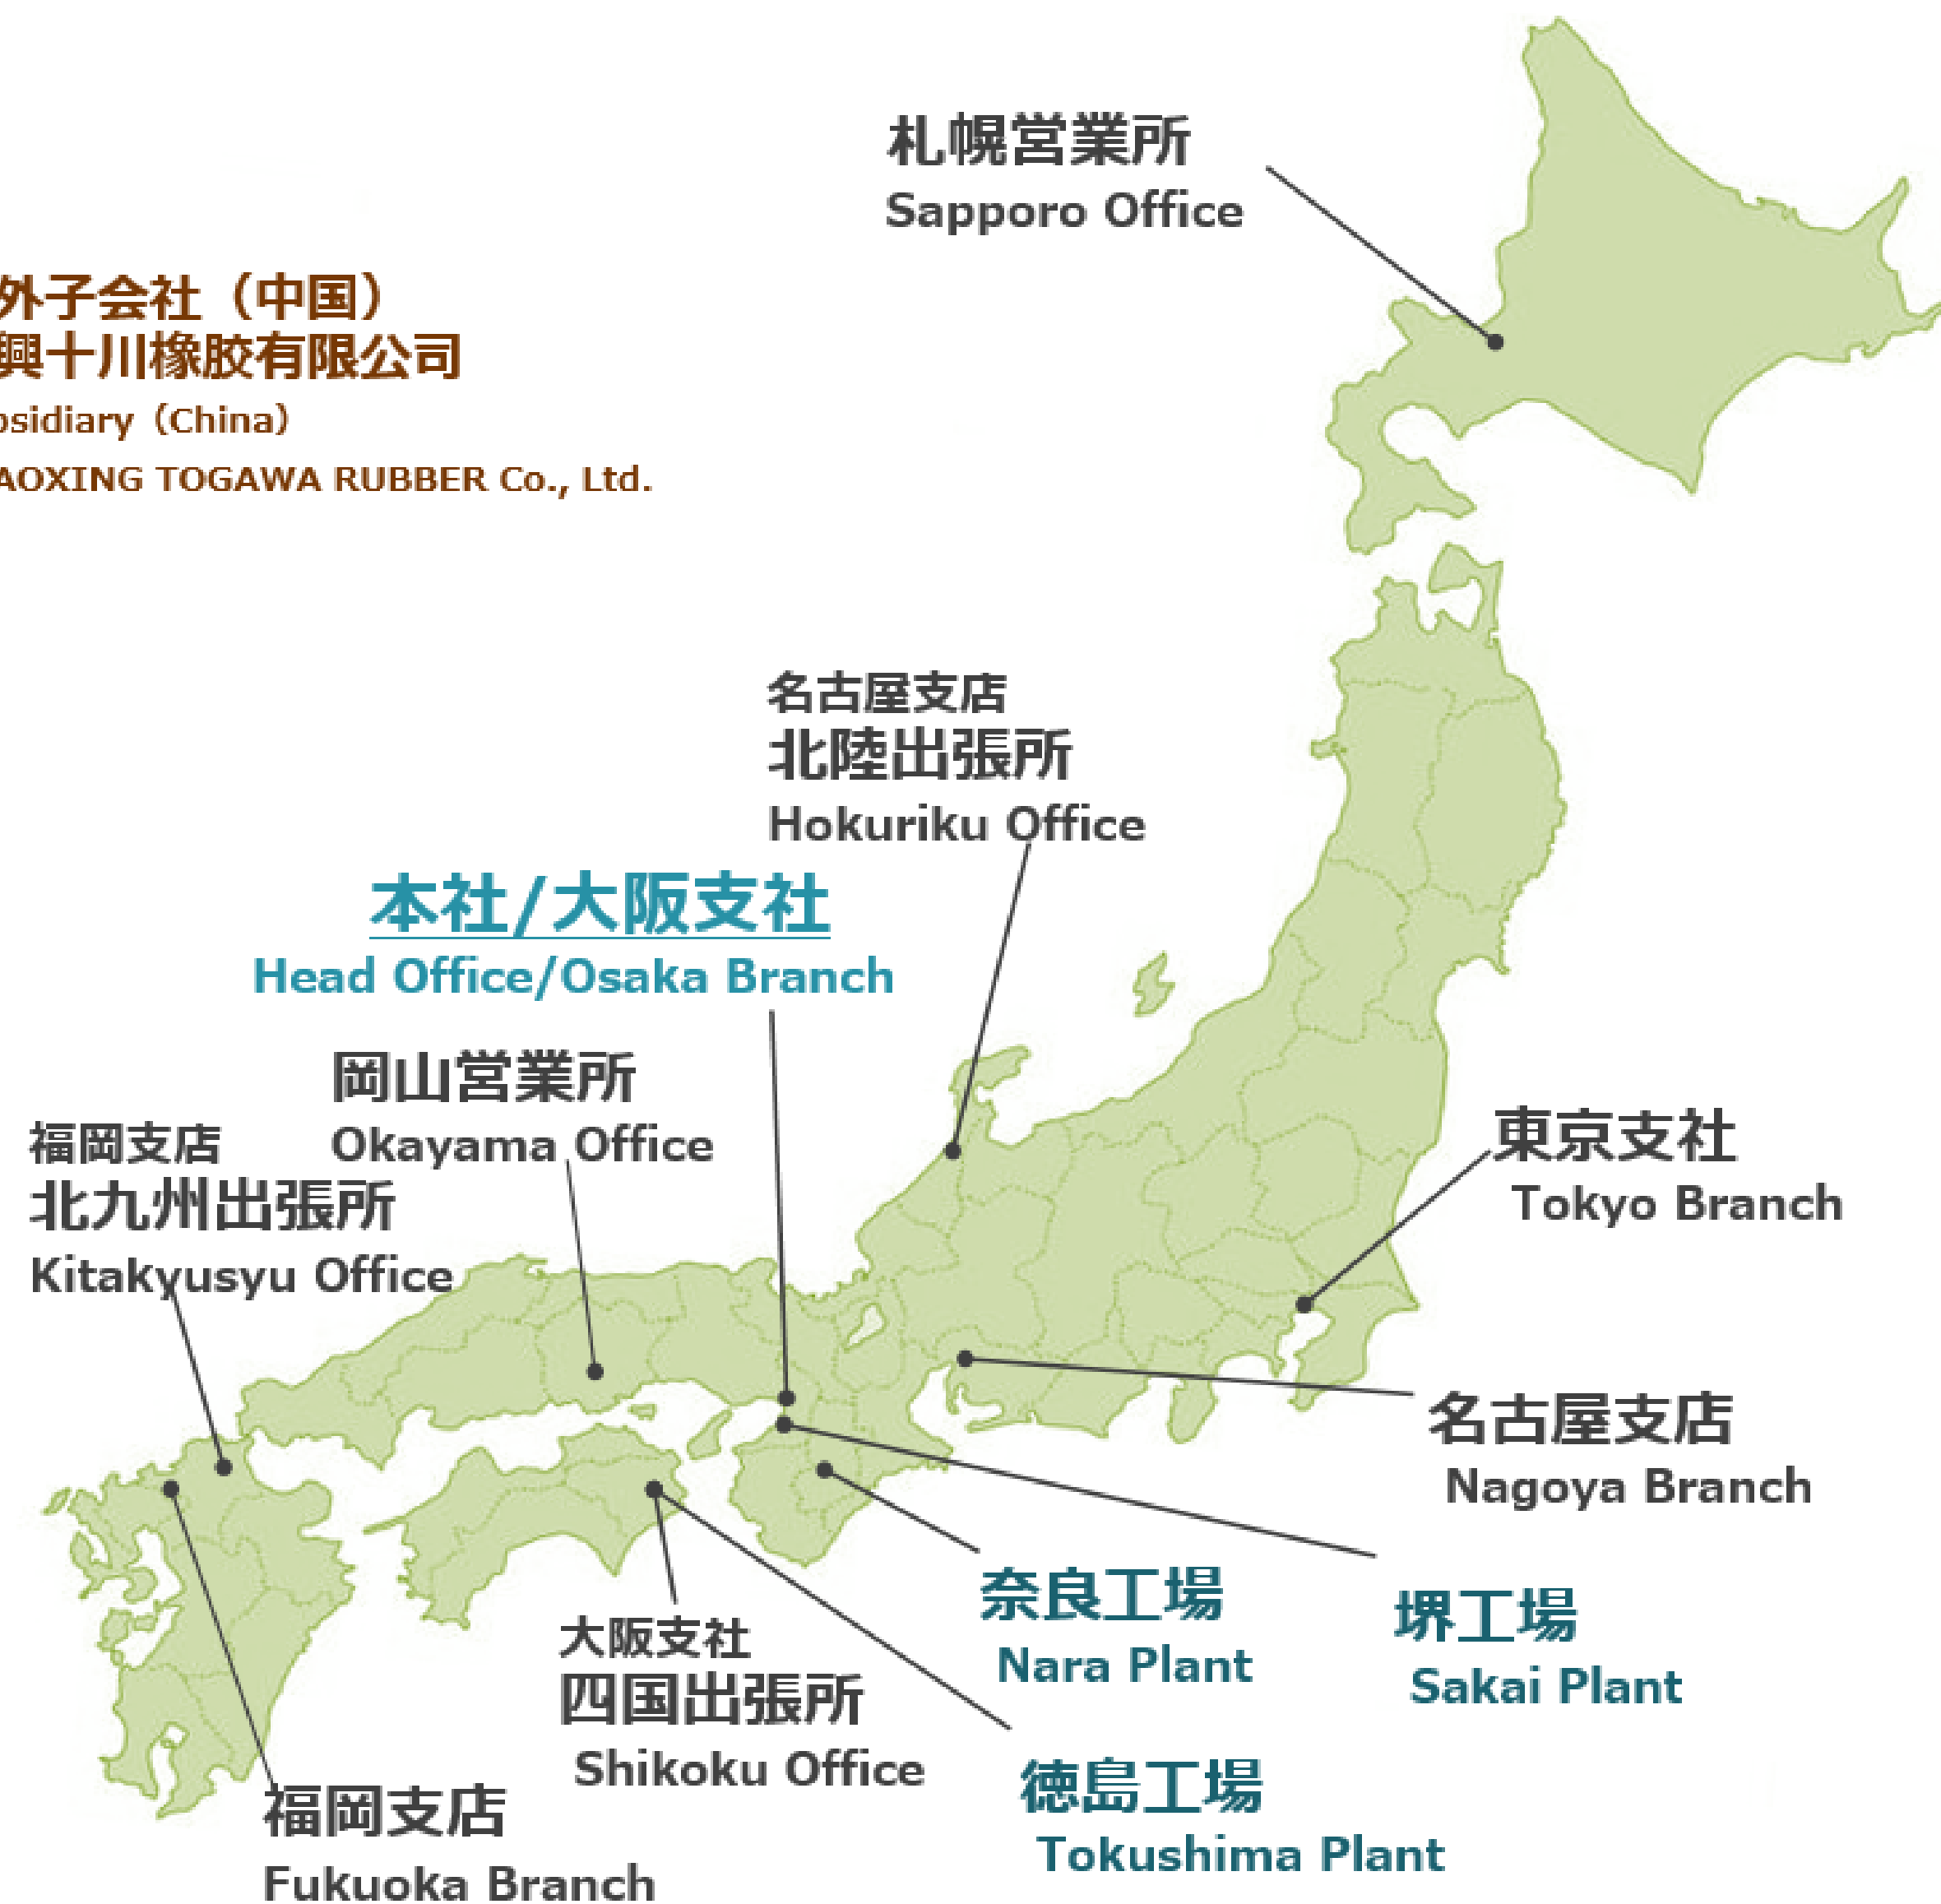 札幌営業所
Sapporo Office
外子会社（中国）
興十川橡胶有限公司
osidiary（China）
AOXING TOGAWA RUBBER Co., Ltd.
名古屋支店
北陸出張所
Hokuriku Office
本社/大阪支社
Head Office/Osaka Branch
岡山営業所
Okayama Office
福岡支店
北九州出張所
Kitakyusyu Office
東京支社
Tokyo Branch
名古屋支店
Nagoya Branch
奈良工場
Nara Plant
堺工場
Sakai Plant
大阪支社
四国出張所
Shikoku Office
徳島工場
Tokushima Plant
福岡支店
Fukuoka Branch